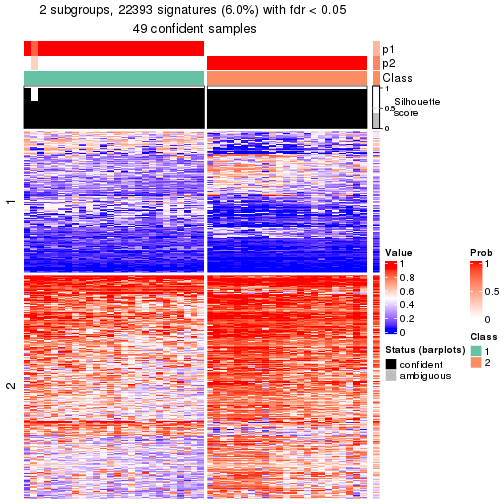 2 subgroups, 22393 signatures (6.0%) with fdr < 0.05
49 confident samples
p1
p2
Class
1
0.5
0
Silhouette
score
1
2
Value
1
0.8
0.6
0.4
0.2
0
Prob
1
0.5
0
Status (barplots)
confident
ambiguous
Class
1
2